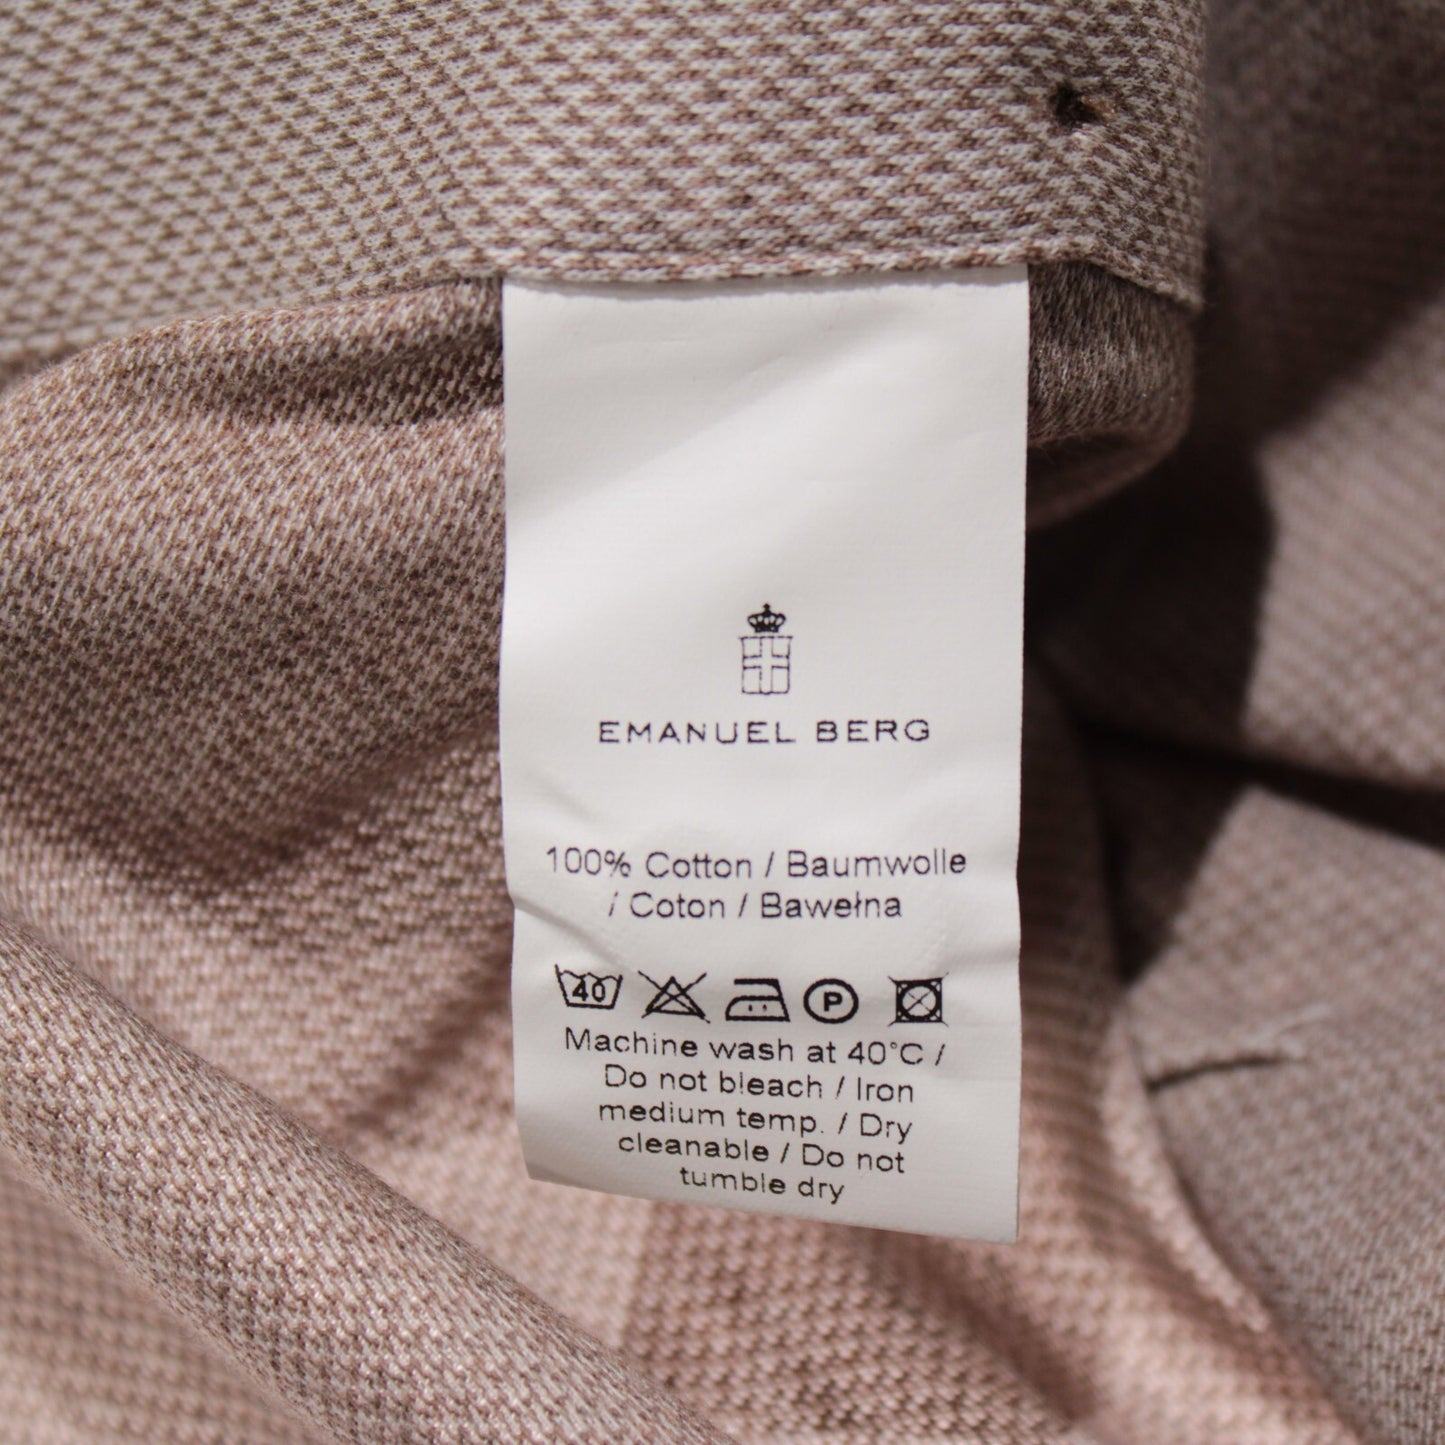 EMANUEL BERG
100% Cotton / Baumwolle
/ Coton / Bawełna
40 P
Machine wash at 40°C /
Do not bleach / Iron
medium temp. / Dry
cleanable / Do not
tumble dry